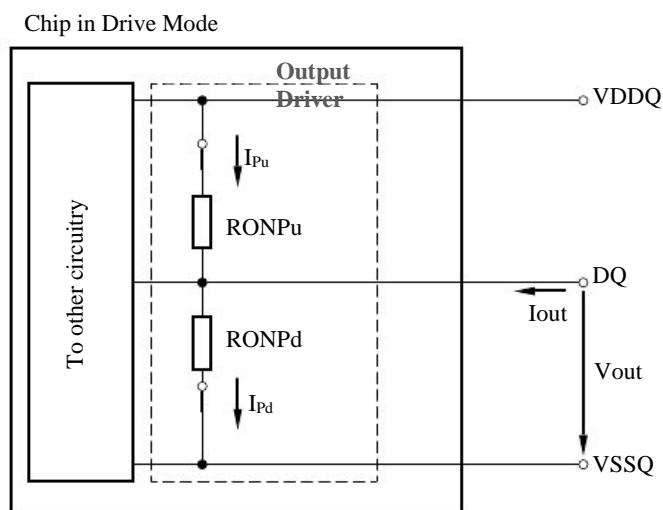 Chip in Drive Mode
Output
Driver
VDDQ
IPu
RONPu
To other circuitry
DQ
Iout
RONPd
Vout
IPd
VSSQ